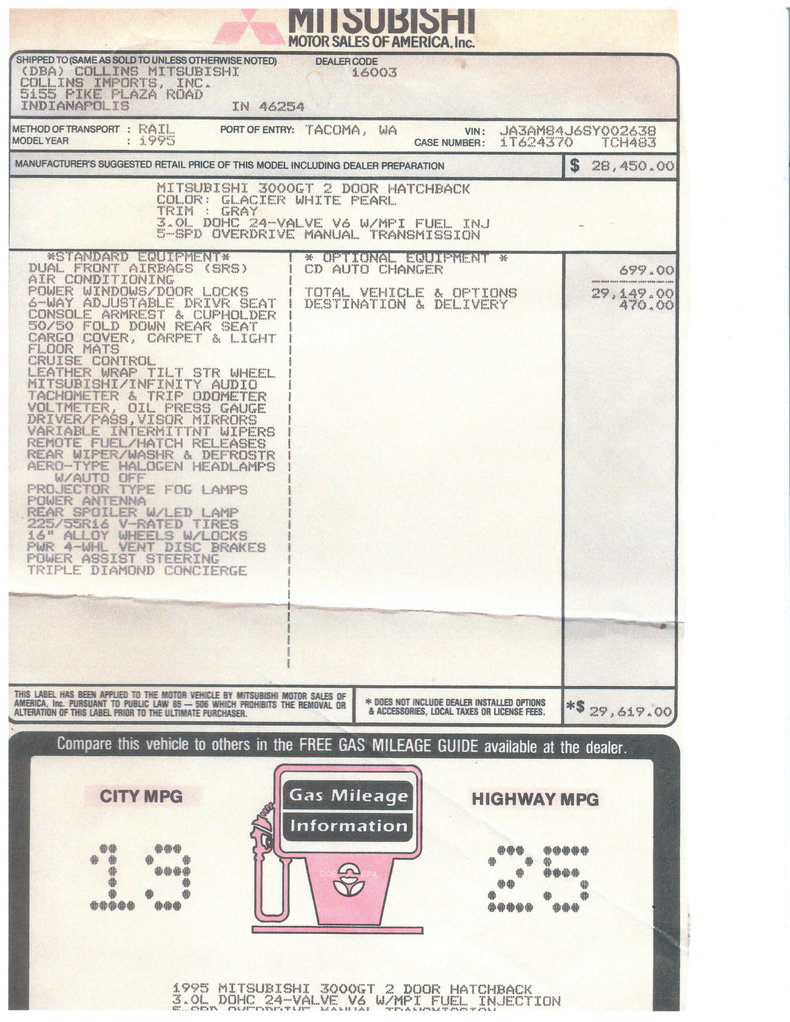 MITSUBISHI
MOTOR SALES OF AMERICA, Inc.
SHIPPED TO (SAME AS SOLD TO UNLESS OTHERWISE NOTED) DEALER CODE
(DBA) COLLINS MITSUBISHI 16003
COLLINS IMPORTS, INC.
5155 PIKE PLAZA ROAD
INDIANAPOLIS IN 46254
METHOD OF TRANSPORT : RAIL PORT OF ENTRY: TACOMA, WA VIN: JA3AM84J6SY002638
MODEL YEAR : 1995 CASE NUMBER: 1T624370 TCH483
MANUFACTURER'S SUGGESTED RETAIL PRICE OF THIS MODEL INCLUDING DEALER PREPARATION $ 28,450.00
MITSUBISHI 3000GT 2 DOOR HATCHBACK
COLOR: GLACIER WHITE PEARL
TRIM : GRAY
3.0L DOHC 24-VALVE V6 W/MPI FUEL INJ
5-SPD OVERDRIVE MANUAL TRANSMISSION
*STANDARD EQUIPMENT* * OPTIONAL EQUIPMENT *
DUAL FRONT AIRBAGS (SRS) CD AUTO CHANGER 699.00
AIR CONDITIONING
POWER WINDOWS/DOOR LOCKS TOTAL VEHICLE & OPTIONS 29,149.00
6-WAY ADJUSTABLE DRIVR SEAT DESTINATION & DELIVERY 470.00
CONSOLE ARMREST & CUPHOLDER
50/50 FOLD DOWN REAR SEAT
CARGO COVER, CARPET & LIGHT
FLOOR MATS
CRUISE CONTROL
LEATHER WRAP TILT STR WHEEL
MITSUBISHI/INFINITY AUDIO
TACHOMETER & TRIP ODOMETER
VOLTMETER, OIL PRESS GAUGE
DRIVER/PASS,VISOR MIRRORS
VARIABLE INTERMITTNT WIPERS
REMOTE FUEL/HATCH RELEASES
REAR WIPER/WASHR & DEFROSTR
AERO-TYPE HALOGEN HEADLAMPS
W/AUTO OFF
PROJECTOR TYPE FOG LAMPS
POWER ANTENNA
REAR SPOILER W/LED LAMP
225/55R16 V-RATED TIRES
16" ALLOY WHEELS W/LOCKS
PWR 4-WHL VENT DISC BRAKES
POWER ASSIST STEERING
TRIPLE DIAMOND CONCIERGE
THIS LABEL HAS BEEN APPLIED TO THE MOTOR VEHICLE BY MITSUBISHI MOTOR SALES OF
AMERICA, Inc. PURSUANT TO PUBLIC LAW 85 — 506 WHICH PROHIBITS THE REMOVAL OR
ALTERATION OF THIS LABEL PRIOR TO THE ULTIMATE PURCHASER.
* DOES NOT INCLUDE DEALER INSTALLED OPTIONS
& ACCESSORIES, LOCAL TAXES OR LICENSE FEES.
*$ 29,619.00
Compare this vehicle to others in the FREE GAS MILEAGE GUIDE available at the dealer.
CITY MPG Gas Mileage HIGHWAY MPG
Information
19 25
DOE EPA
1995 MITSUBISHI 3000GT 2 DOOR HATCHBACK
3.0L DOHC 24-VALVE V6 W/MPI FUEL INJECTION
5-SPD OVERDRIVE MANUAL TRANSMISSION